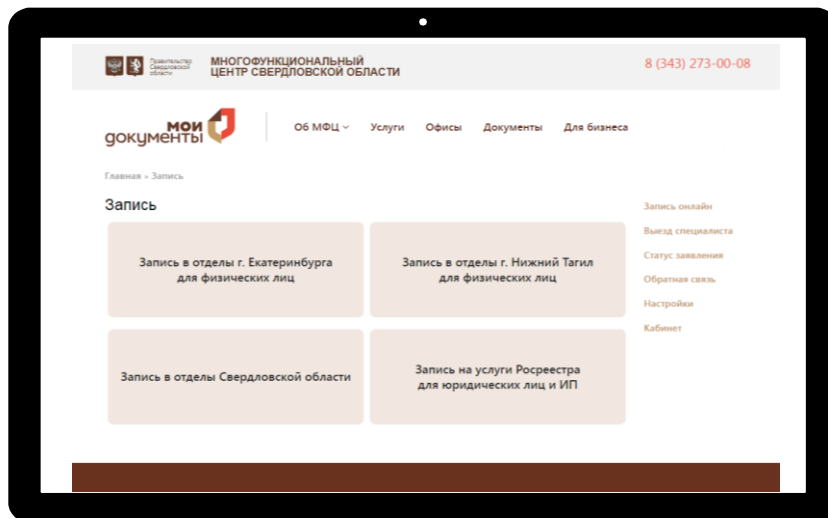 Правительство
Свердловской
области
МНОГОФУНКЦИОНАЛЬНЫЙ
ЦЕНТР СВЕРДЛОВСКОЙ ОБЛАСТИ
8 (343) 273-00-08
мои
документы
Об МФЦ
Услуги
Офисы
Документы
Для бизнеса
Главная » Запись
Запись
Запись в отделы г. Екатеринбурга
для физических лиц
Запись в отделы г. Нижний Тагил
для физических лиц
Запись в отделы Свердловской области
Запись на услуги Росреестра
для юридических лиц и ИП
Запись онлайн
Выезд специалиста
Статус заявления
Обратная связь
Настройки
Кабинет